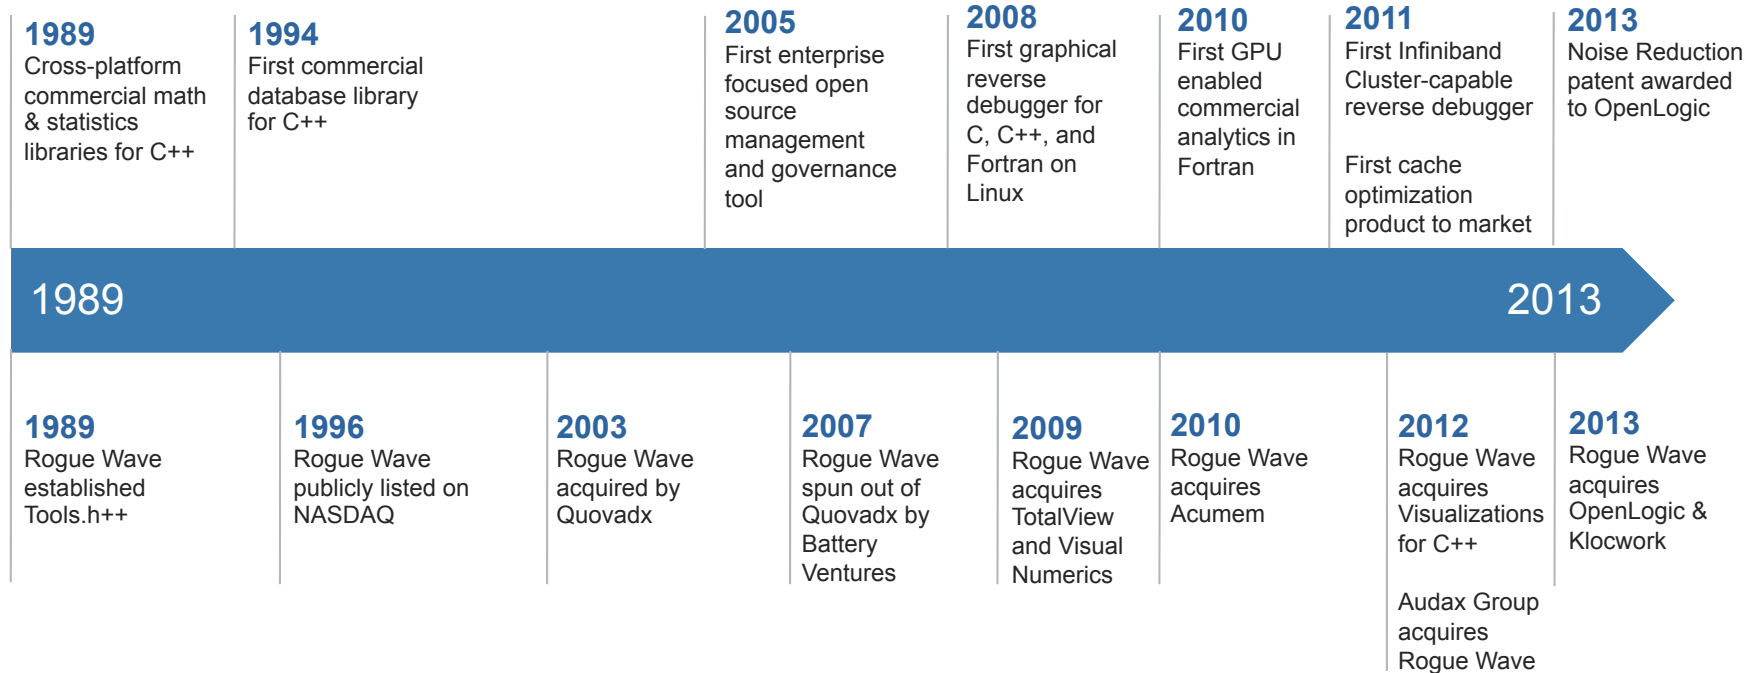 1989
Cross-platform
commercial math
& statistics
libraries for C++
1994
First commercial
database library
for C++
2005
First enterprise
focused open
source
management
and governance
tool
2008
First graphical
reverse
debugger for
C, C++, and
Fortran on
Linux
2010
First GPU
enabled
commercial
analytics in
Fortran
2011
First Infiniband
Cluster-capable
reverse debugger
First cache
optimization
product to market
2013
Noise Reduction
patent awarded
to OpenLogic
1989
2013
1989
Rogue Wave
established
Tools.h++
1996
Rogue Wave
publicly listed on
NASDAQ
2003
Rogue Wave
acquired by
Quovadx
2007
Rogue Wave
spun out of
Quovadx by
Battery
Ventures
2009
Rogue Wave
acquires
TotalView
and Visual
Numerics
2010
Rogue Wave
acquires
Acumem
2012
Rogue Wave
acquires
Visualizations
for C++
Audax Group
acquires
Rogue Wave
2013
Rogue Wave
acquires
OpenLogic &
Klocwork